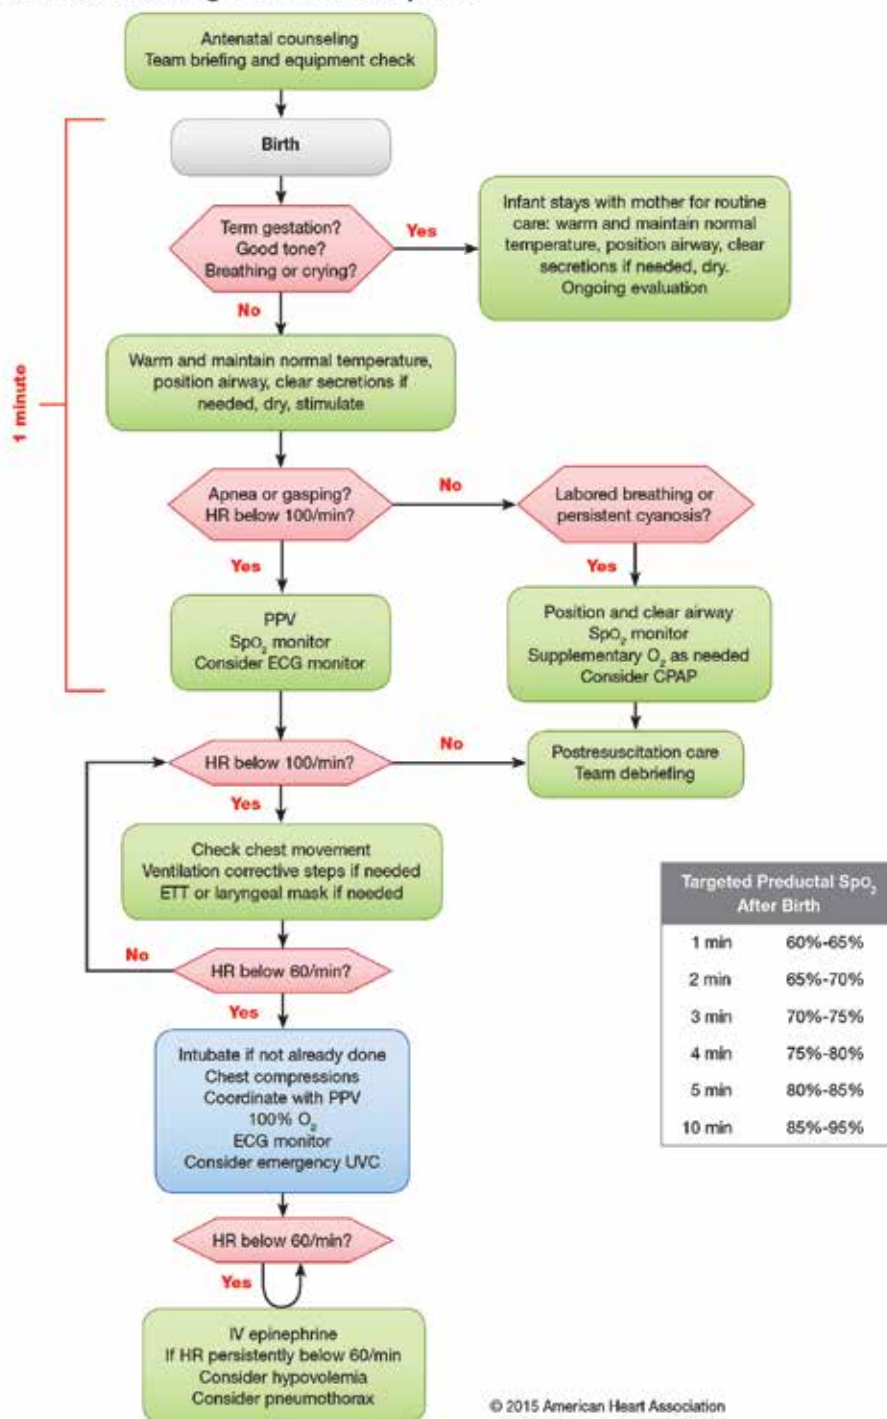 Antenatal counseling
Team briefing and equipment check
Birth
Term gestation?
Good tone?
Breathing or crying?
Yes
Infant stays with mother for routine
care: warm and maintain normal
temperature, position airway, clear
secretions if needed, dry.
Ongoing evaluation
No
Warm and maintain normal temperature,
position airway, clear secretions if
needed, dry, stimulate
1 minute
Apnea or gasping?
HR below 100/min?
No
Labored breathing or
persistent cyanosis?
Yes
Yes
PPV
SpO₂ monitor
Consider ECG monitor
Position and clear airway
SpO₂ monitor
Supplementary O₂ as needed
Consider CPAP
HR below 100/min?
No
Postresuscitation care
Team debriefing
Yes
Check chest movement
Ventilation corrective steps if needed
ETT or laryngeal mask if needed
No
HR below 60/min?
Yes
Intubate if not already done
Chest compressions
Coordinate with PPV
100% O₂
ECG monitor
Consider emergency UVC
HR below 60/min?
Yes
IV epinephrine
If HR persistently below 60/min
Consider hypovolemia
Consider pneumothorax
Targeted Preductal SpO₂
After Birth
1 min 60%-65%
2 min 65%-70%
3 min 70%-75%
4 min 75%-80%
5 min 80%-85%
10 min 85%-95%
© 2015 American Heart Association